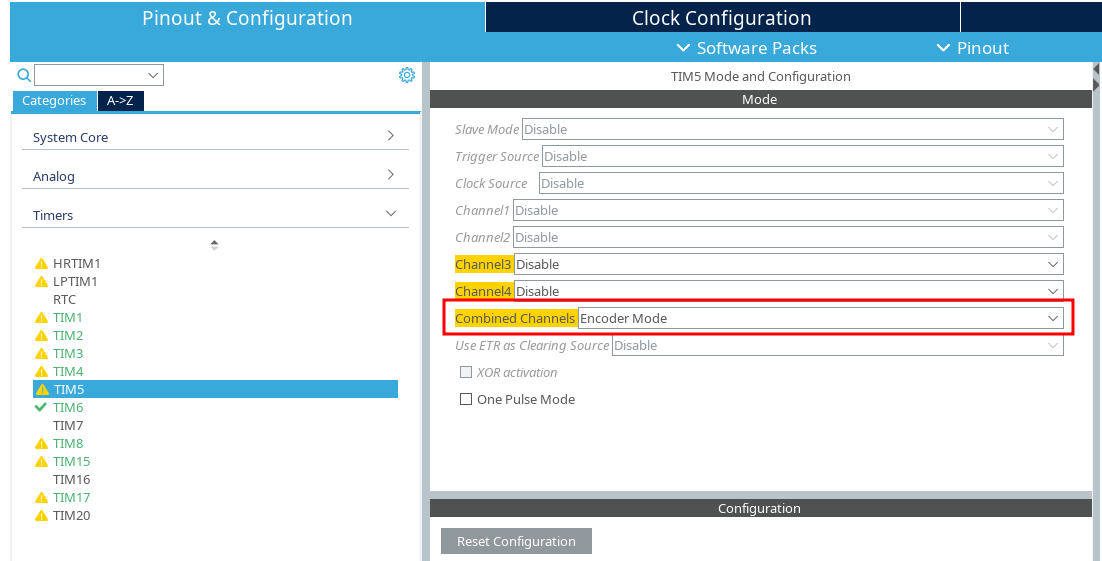 Pinout & Configuration
Clock Configuration
Software Packs
Pinout
Categories
A->Z
System Core
Analog
Timers
HRTIM1
LPTIM1
RTC
TIM1
TIM2
TIM3
TIM4
TIM5
TIM6
TIM7
TIM8
TIM15
TIM16
TIM17
TIM20
TIM5 Mode and Configuration
Mode
Slave Mode Disable
Trigger Source Disable
Clock Source Disable
Channel1 Disable
Channel2 Disable
Channel3 Disable
Channel4 Disable
Combined Channels Encoder Mode
Use ETR as Clearing Source Disable
XOR activation
One Pulse Mode
Configuration
Reset Configuration